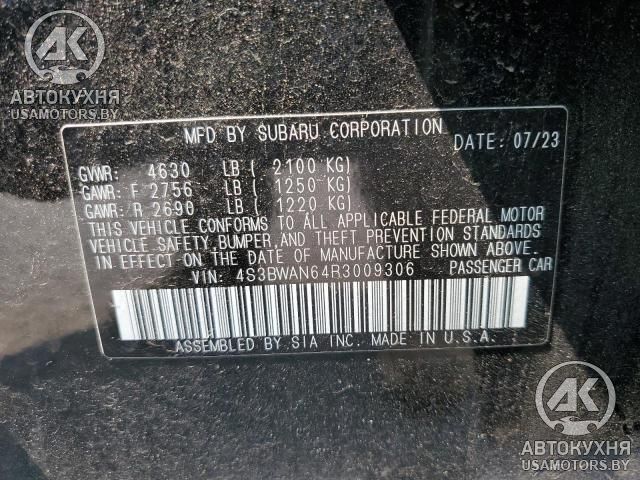 AK
АВТОКУХНЯ
USAMOTORS.BY
MFD BY SUBARU CORPORATION
DATE: 07/23
GVWR: 4630 LB ( 2100 KG)
GAWR: F 2756 LB ( 1250 KG)
GAWR: R 2690 LB ( 1220 KG)
THIS VEHICLE CONFORMS TO ALL APPLICABLE FEDERAL MOTOR
VEHICLE SAFETY, BUMPER, AND THEFT PREVENTION STANDARDS
IN EFFECT ON THE DATE OF MANUFACTURE SHOWN ABOVE.
VIN: 4S3BWAN64R3009306 PASSENGER CAR
ASSEMBLED BY SIA INC. MADE IN U.S.A.
AK
АВТОКУХНЯ
USAMOTORS.BY